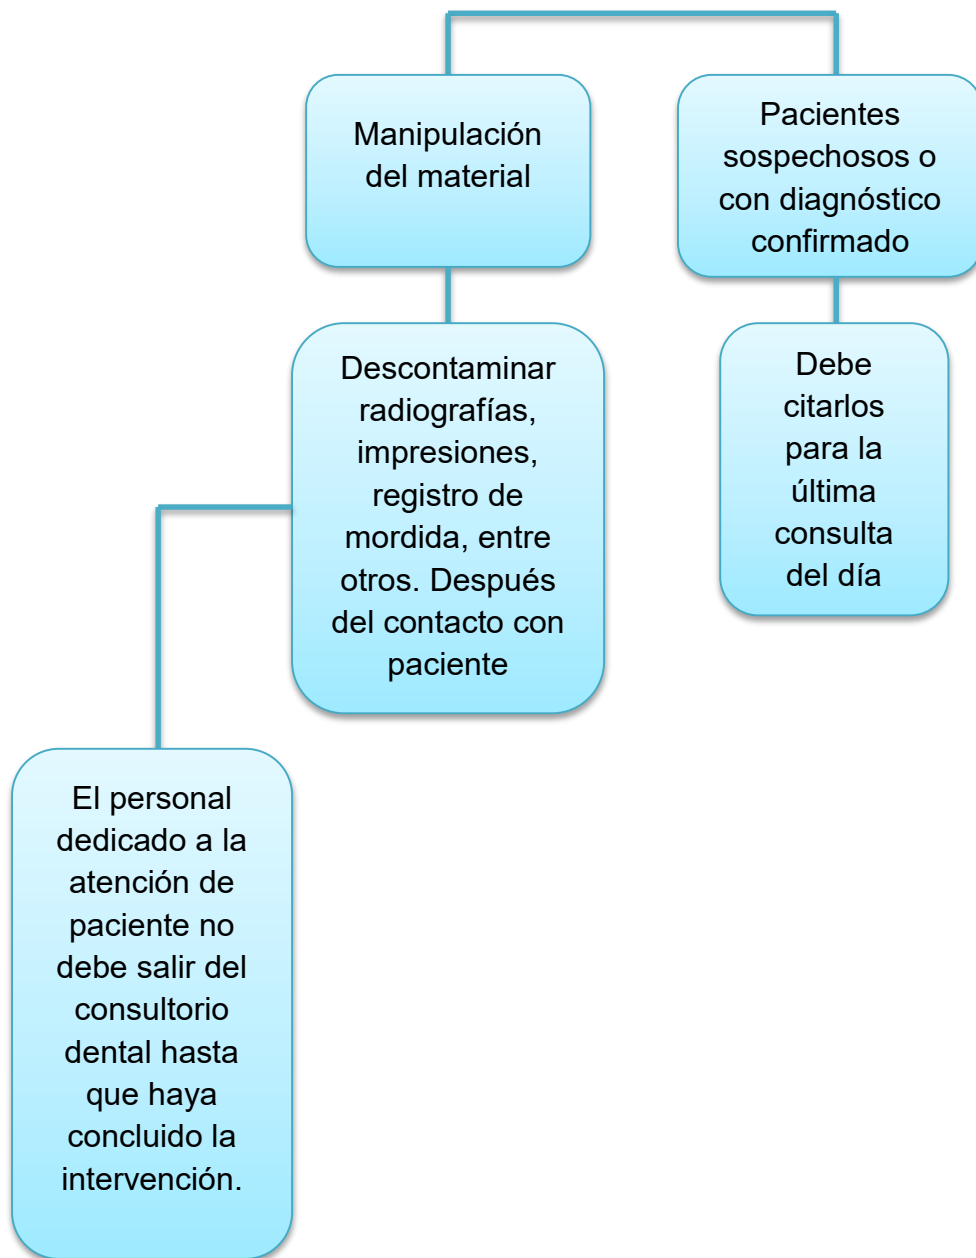 Manipulación
del material
Pacientes
sospechosos o
con diagnóstico
confirmado
Descontaminar
radiografías,
impresiones,
registro de
mordida, entre
otros. Después
del contacto con
paciente
Debe
citarlos
para la
última
consulta
del día
El personal
dedicado a la
atención de
paciente no
debe salir del
consultorio
dental hasta
que haya
concluido la
intervención.